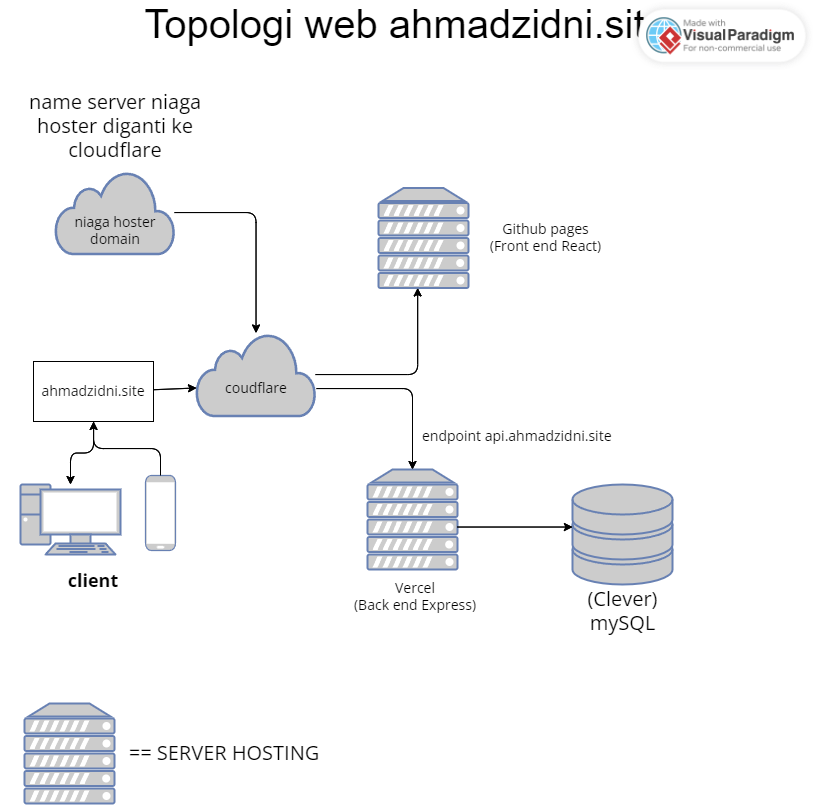 Topologi web ahmadzidni.sit
Made with
VisualParadigm
For non-commercial use
name server niaga
hoster diganti ke
cloudflare
niaga hoster
domain
Github pages
(Front end React)
ahmadzidni.site
coudflare
endpoint api.ahmadzidni.site
client
Vercel
(Back end Express)
(Clever)
mySQL
== SERVER HOSTING